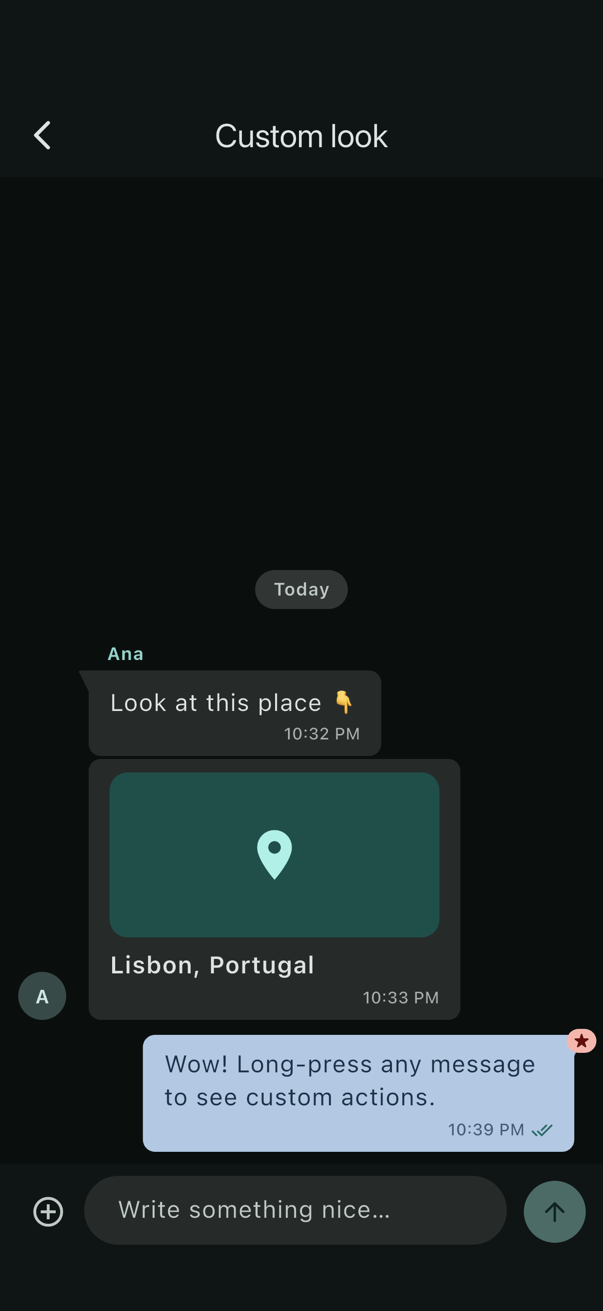 Custom look
Today
Ana
Look at this place 👇
10:32 PM
Lisbon, Portugal
10:33 PM
A
Wow! Long-press any message
to see custom actions.
10:39 PM
Write something nice…